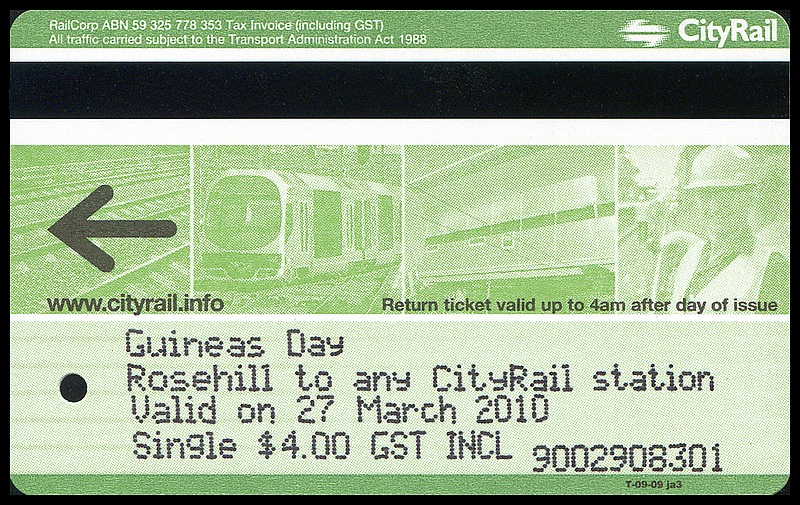 RailCorp ABN 59 325 778 353 Tax Invoice (including GST)
All traffic carried subject to the Transport Administration Act 1988
CityRail
www.cityrail.info
Return ticket valid up to 4am after day of issue
Guineas Day
Rosehill to any CityRail station
Valid on 27 March 2010
Single $4.00 GST INCL
9002908301
T-09-09 ja3